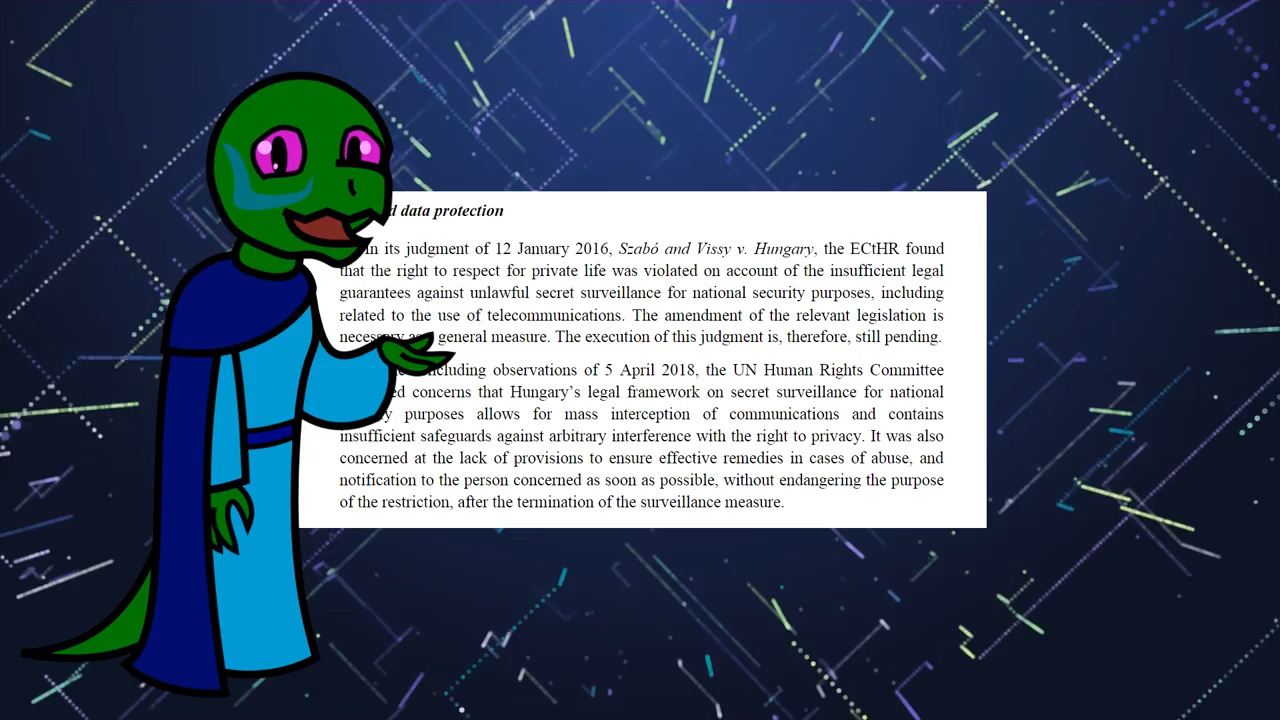 data protection
in its judgment of 12 January 2016, Szabó and Vissy v. Hungary, the ECtHR found
that the right to respect for private life was violated on account of the insufficient legal
guarantees against unlawful secret surveillance for national security purposes, including
related to the use of telecommunications. The amendment of the relevant legislation is
necessary as general measure. The execution of this judgment is, therefore, still pending.
observations of 5 April 2018, the UN Human Rights Committee
concerns that Hungary's legal framework on secret surveillance for national
purposes allows for mass interception of communications and contains
insufficient safeguards against arbitrary interference with the right to privacy. It was also
concerned at the lack of provisions to ensure effective remedies in cases of abuse, and
notification to the person concerned as soon as possible, without endangering the purpose
of the restriction, after the termination of the surveillance measure.